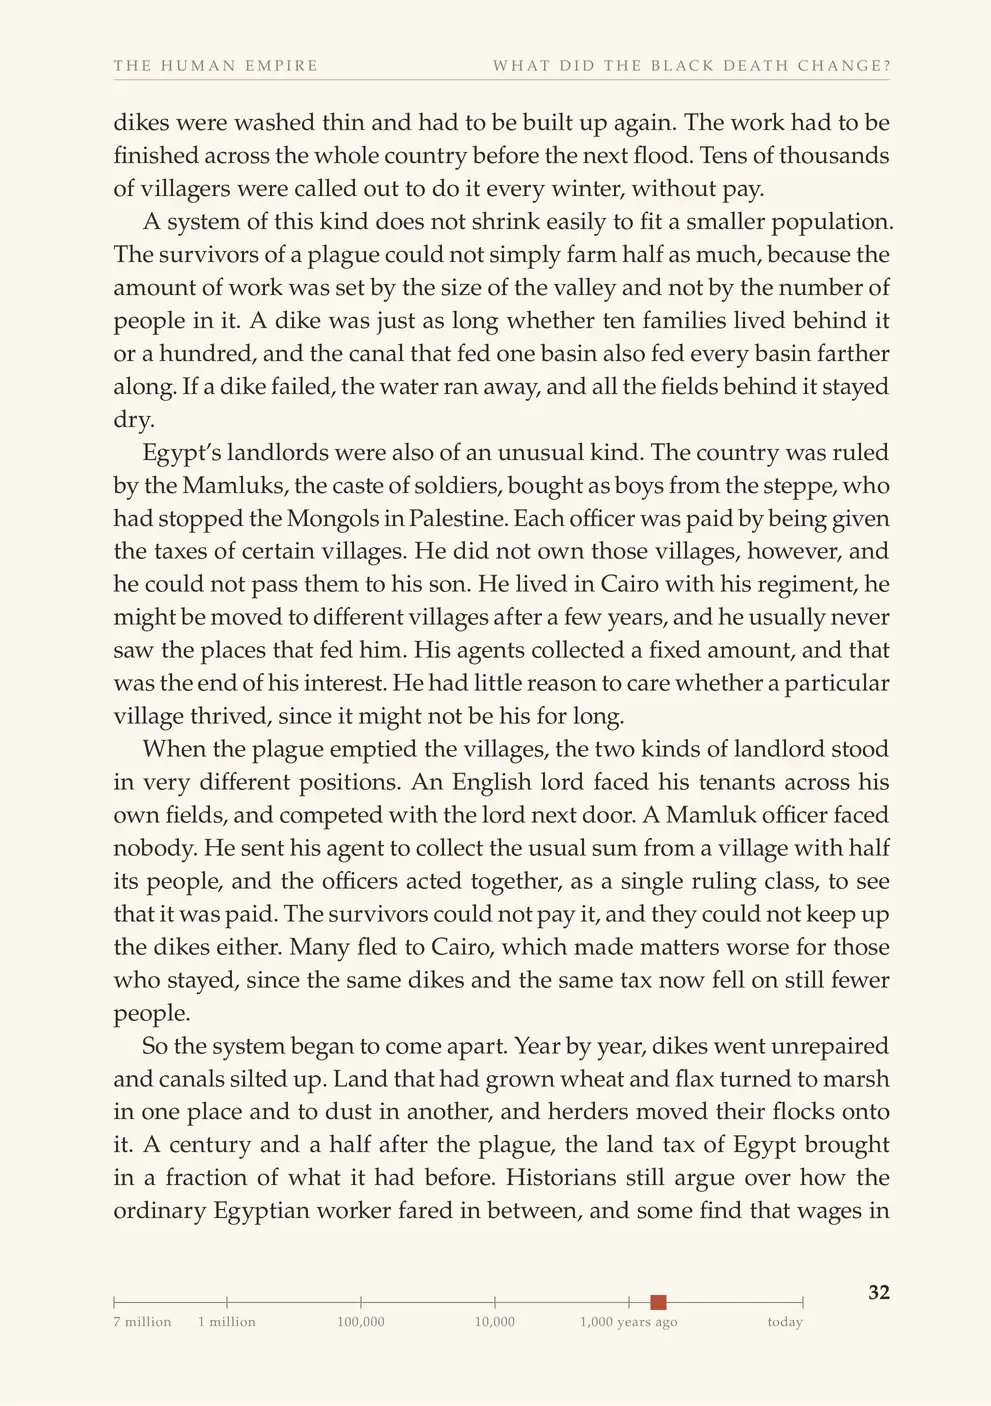 THE HUMAN EMPIRE
WHAT DID THE BLACK DEATH CHANGE?
dikes were washed thin and had to be built up again. The work had to be
finished across the whole country before the next flood. Tens of thousands
of villagers were called out to do it every winter, without pay.
A system of this kind does not shrink easily to fit a smaller population.
The survivors of a plague could not simply farm half as much, because the
amount of work was set by the size of the valley and not by the number of
people in it. A dike was just as long whether ten families lived behind it
or a hundred, and the canal that fed one basin also fed every basin farther
along. If a dike failed, the water ran away, and all the fields behind it stayed
dry.
Egypt’s landlords were also of an unusual kind. The country was ruled
by the Mamluks, the caste of soldiers, bought as boys from the steppe, who
had stopped the Mongols in Palestine. Each officer was paid by being given
the taxes of certain villages. He did not own those villages, however, and
he could not pass them to his son. He lived in Cairo with his regiment, he
might be moved to different villages after a few years, and he usually never
saw the places that fed him. His agents collected a fixed amount, and that
was the end of his interest. He had little reason to care whether a particular
village thrived, since it might not be his for long.
When the plague emptied the villages, the two kinds of landlord stood
in very different positions. An English lord faced his tenants across his
own fields, and competed with the lord next door. A Mamluk officer faced
nobody. He sent his agent to collect the usual sum from a village with half
its people, and the officers acted together, as a single ruling class, to see
that it was paid. The survivors could not pay it, and they could not keep up
the dikes either. Many fled to Cairo, which made matters worse for those
who stayed, since the same dikes and the same tax now fell on still fewer
people.
So the system began to come apart. Year by year, dikes went unrepaired
and canals silted up. Land that had grown wheat and flax turned to marsh
in one place and to dust in another, and herders moved their flocks onto
it. A century and a half after the plague, the land tax of Egypt brought
in a fraction of what it had before. Historians still argue over how the
ordinary Egyptian worker fared in between, and some find that wages in
32
7 million
1 million
100,000
10,000
1,000 years ago
today